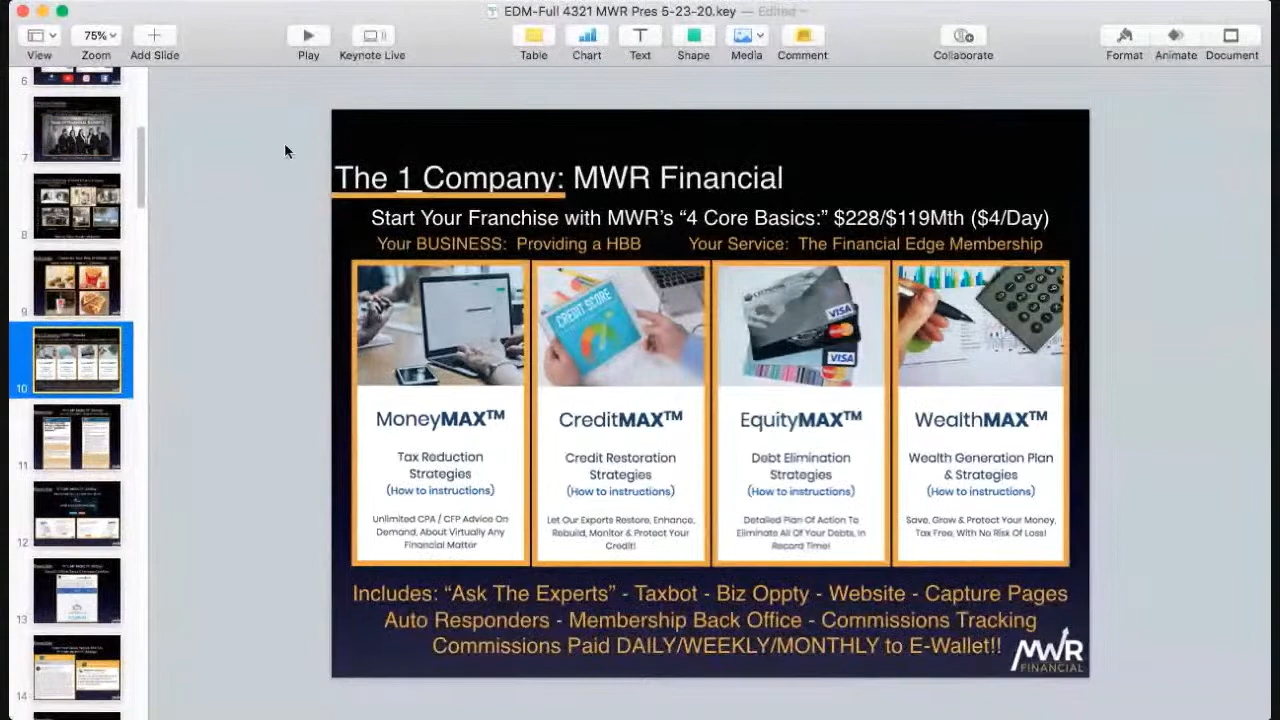 EDM-Full 4321 MWR Pres 5-23-20.key — Edited
75%
View
Zoom
Add Slide
Play
Keynote Live
Table
Chart
Text
Shape
Media
Comment
Collaborate
Format
Animate
Document
6
7
8
9
10
11
12
13
14
The 1 Company: MWR Financial
Start Your Franchise with MWR's “4 Core Basics:” $228/$119Mth ($4/Day)
Your BUSINESS: Providing a HBB
Your Service: The Financial Edge Membership
CREDIT SCORE
VISA
VISA
MoneyMAX™
Tax Reduction
Strategies
(How to instructions)
Unlimited CPA / CFP Advice On
Demand, About Virtually Any
Financial Matter
CreditMAX™
Credit Restoration
Strategies
(How to instructions)
Let Our Experts Restore, Enhance,
Rebuild, Monitor & Protect Your
Credit!
EquityMAX™
Debt Elimination
Strategies
(How to instructions)
Detailed Plan Of Action To
Eliminate All Of Your Debts, In
Record Time!
WealthMAX™
Wealth Generation Plan
& Strategies
(How to instructions)
Save, Grow & Protect Your Money,
Tax Free, With No Risk Of Loss!
Includes: “Ask The Experts” - Taxbot - Biz Oppty - Website - Capture Pages
Auto Responders - Membership Back Office - Commissions Tracking
Commissions Paid DAILY/WEEKLY/MONTHLY to E-Wallet!!
MWR
FINANCIAL